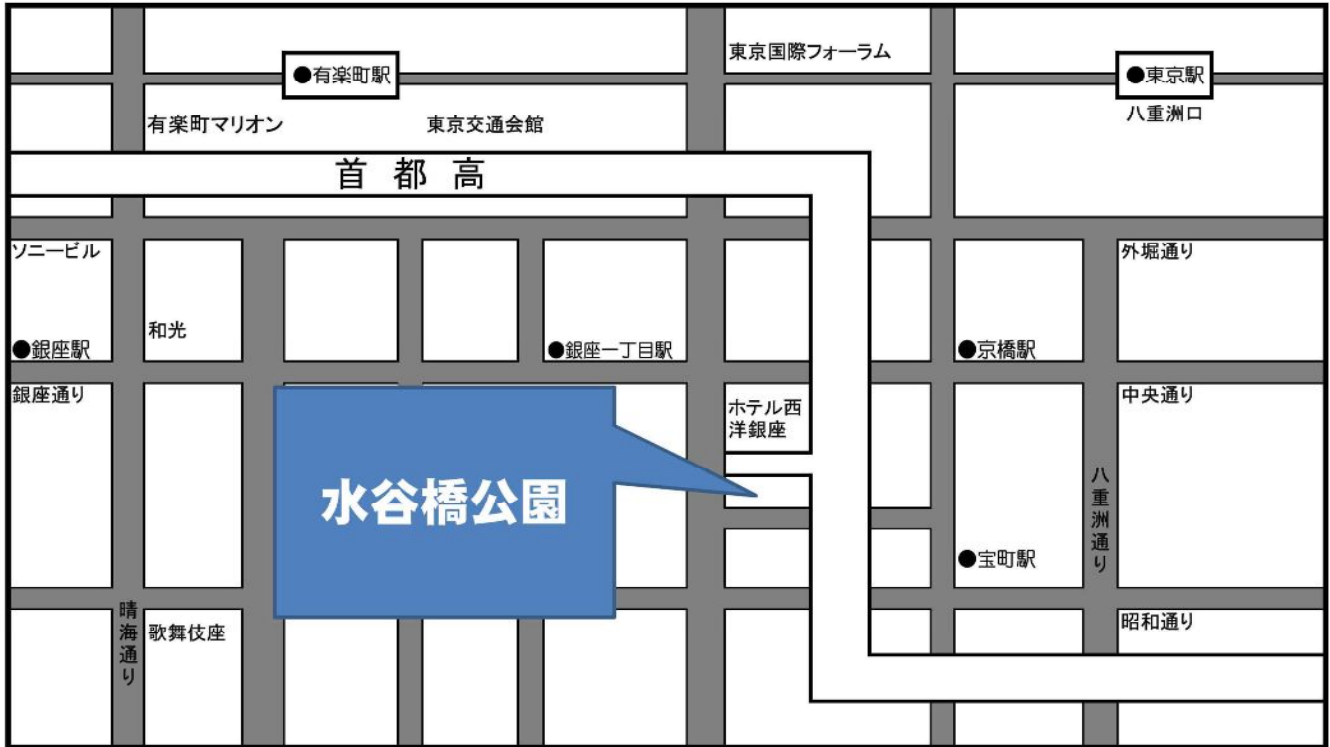 東京国際フォーラム
●有楽町駅
●東京駅
八重洲口
有楽町マリオン
東京交通会館
首都高
ソニービル
外堀通り
和光
●銀座駅
●銀座一丁目駅
●京橋駅
銀座通り
中央通り
ホテル西
洋銀座
水谷橋公園
八重洲通り
●宝町駅
晴海通り
歌舞伎座
昭和通り